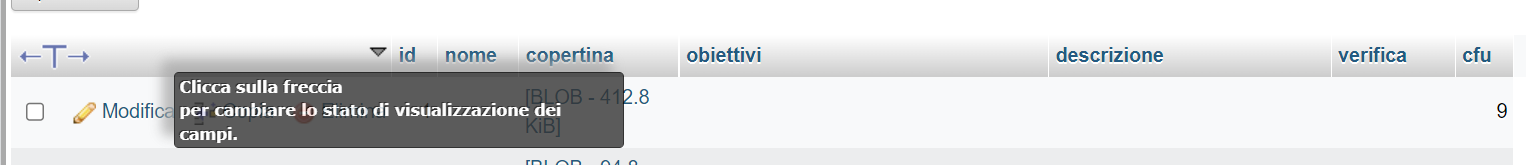 id nome copertina obiettivi descrizione verifica cfu
Clicca sulla freccia
per cambiare lo stato di visualizzazione dei
campi.
Modifica
[BLOB - 412.8
KiB]
9